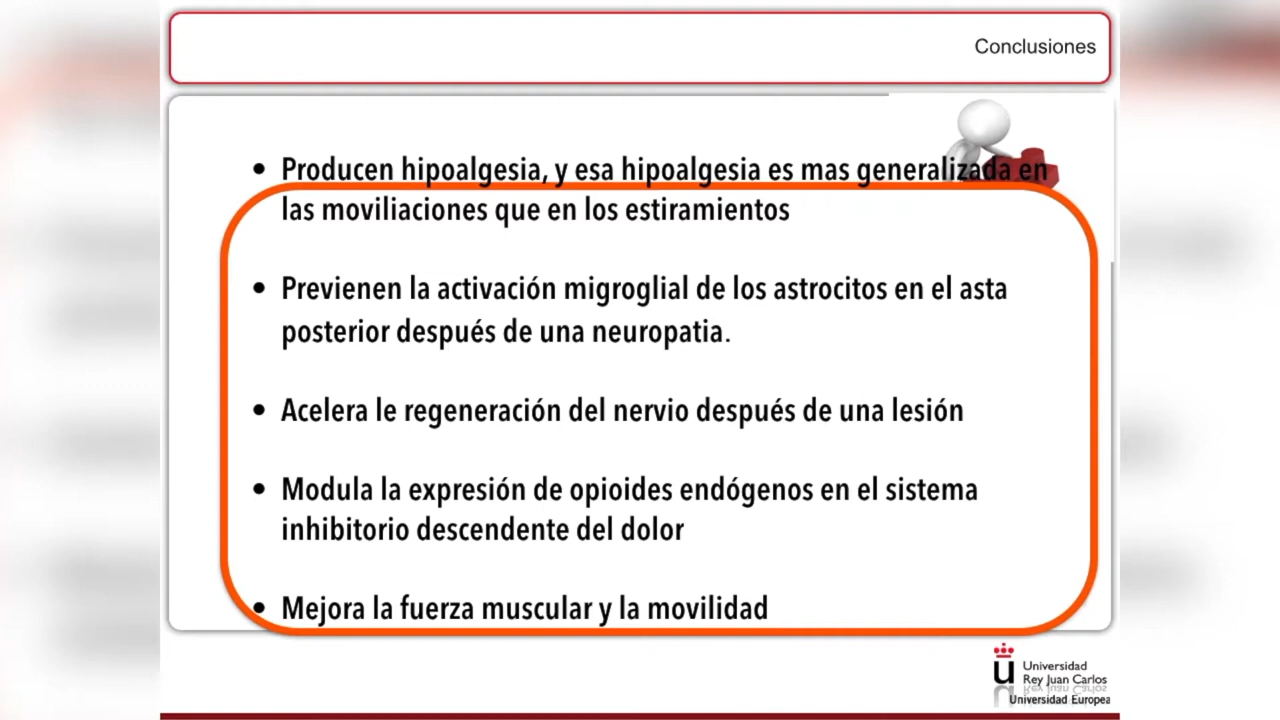 Conclusiones
• Producen hipoalgesia, y esa hipoalgesia es mas generalizada en
las moviliaciones que en los estiramientos
• Previenen la activación migroglial de los astrocitos en el asta
posterior después de una neuropatia.
• Acelera le regeneración del nervio después de una lesión
• Modula la expresión de opioides endógenos en el sistema
inhibitorio descendente del dolor
• Mejora la fuerza muscular y la movilidad
u Universidad
Rey Juan Carlos
Universidad Europea